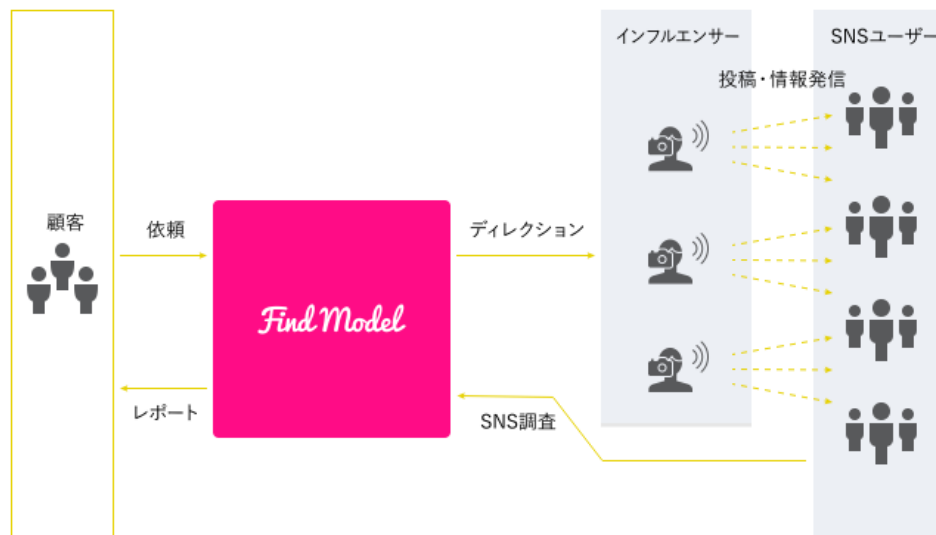 顧客
依頼
Find Model
レポート
ディレクション
SNS調査
インフルエンサー
投稿・情報発信
SNSユーザー